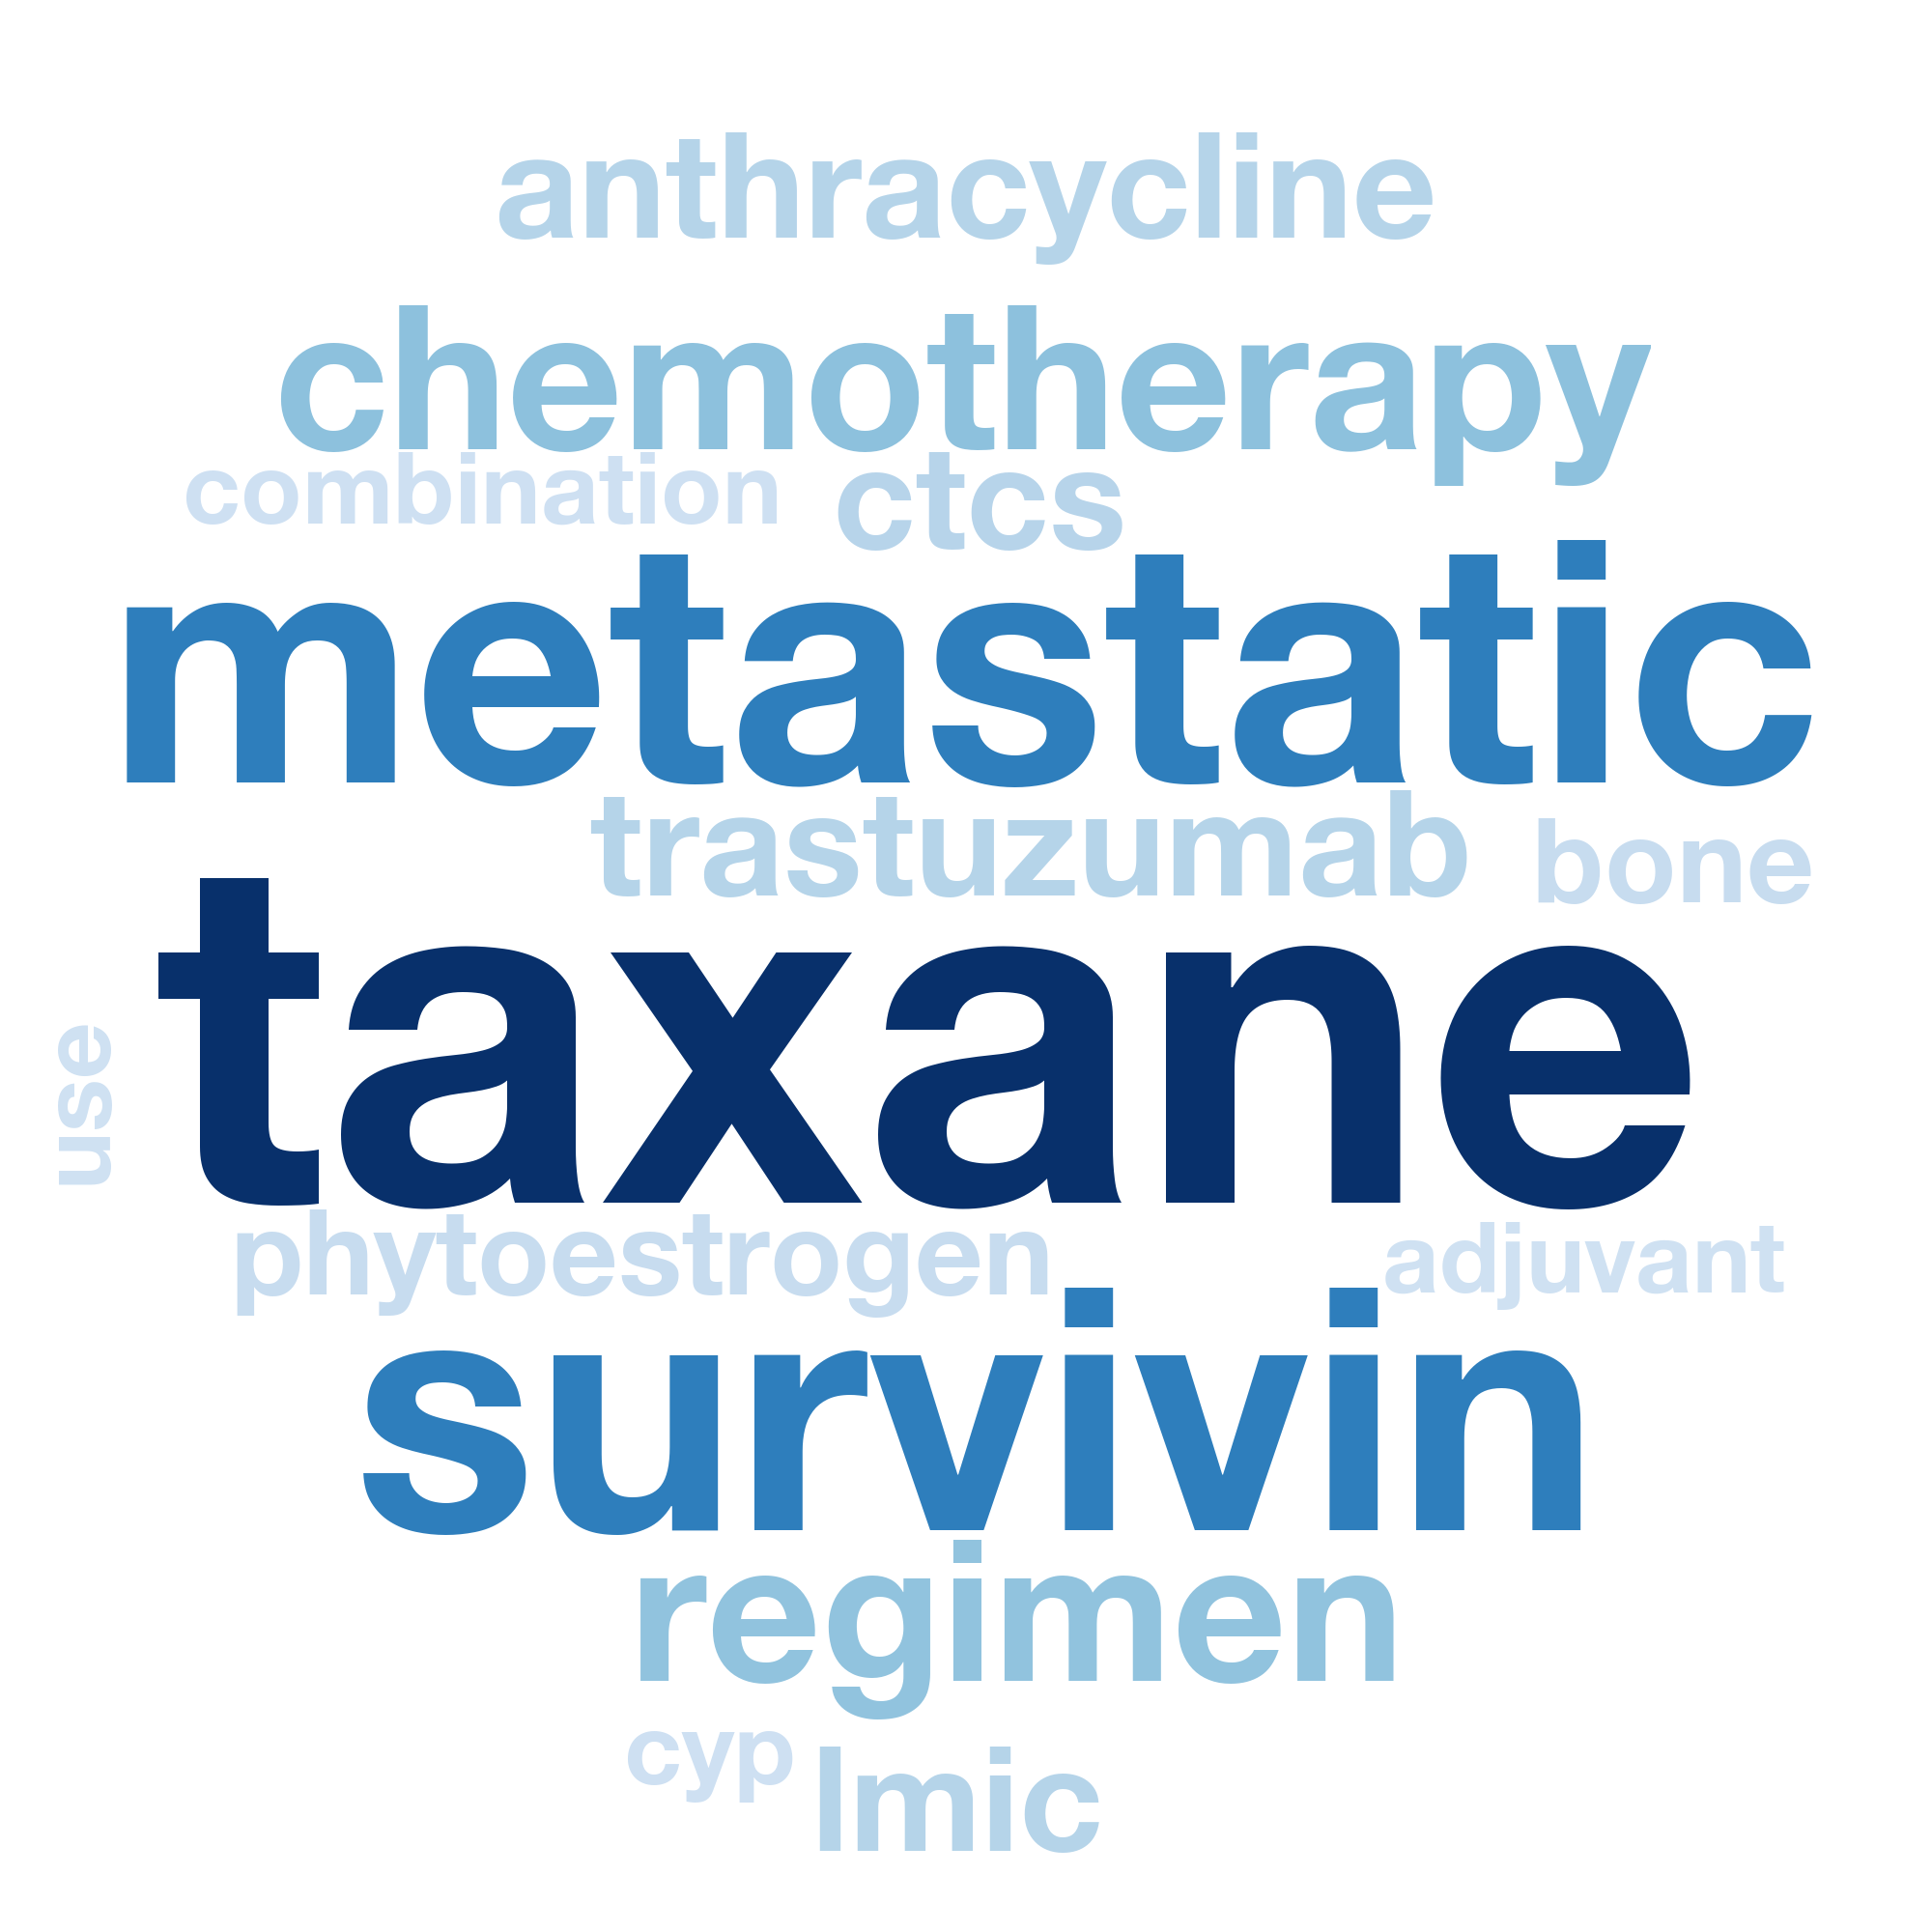 anthracycline
chemotherapy
combination ctcs
metastatic
trastuzumab bone
taxane
use
phytoestrogen adjuvant
survivin
regimen
cyp lmic